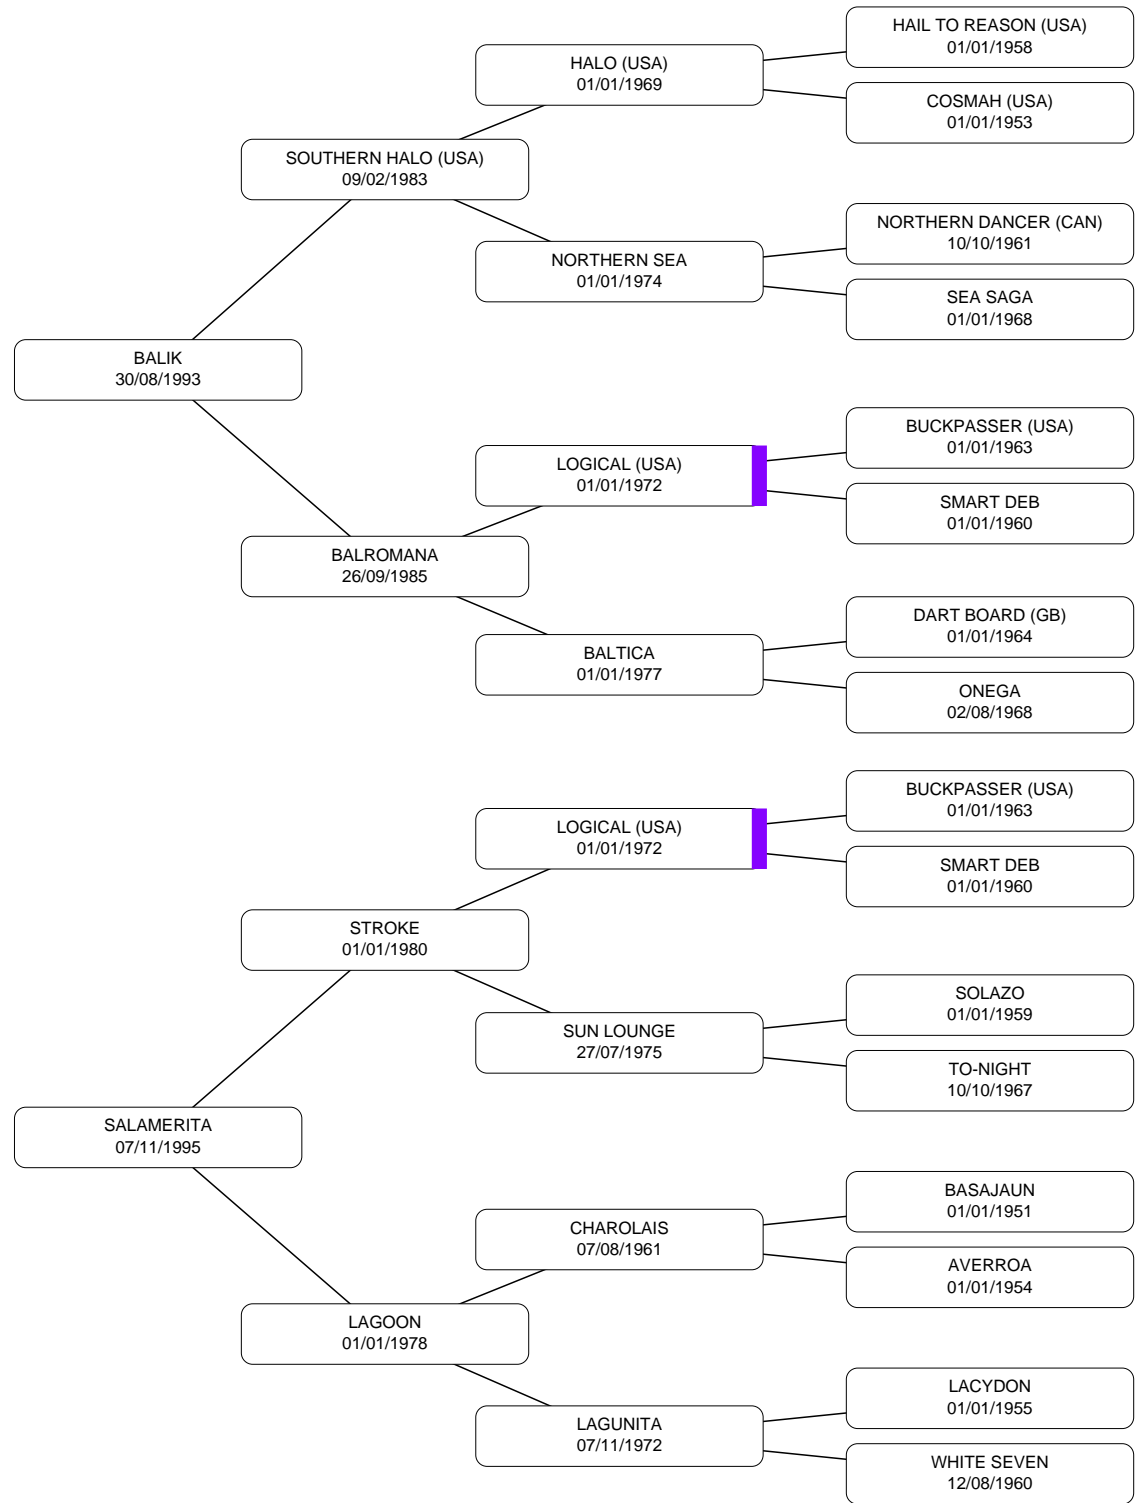 HAIL TO REASON (USA)
01/01/1958
HALO (USA)
01/01/1969
COSMAH (USA)
01/01/1953
SOUTHERN HALO (USA)
09/02/1983
NORTHERN DANCER (CAN)
10/10/1961
NORTHERN SEA
01/01/1974
SEA SAGA
01/01/1968
BALIK
30/08/1993
BUCKPASSER (USA)
01/01/1963
LOGICAL (USA)
01/01/1972
SMART DEB
01/01/1960
BALROMANA
26/09/1985
DART BOARD (GB)
01/01/1964
BALTICA
01/01/1977
ONEGA
02/08/1968
BUCKPASSER (USA)
01/01/1963
LOGICAL (USA)
01/01/1972
SMART DEB
01/01/1960
STROKE
01/01/1980
SOLAZO
01/01/1959
SUN LOUNGE
27/07/1975
TO-NIGHT
10/10/1967
SALAMERITA
07/11/1995
BASAJAUN
01/01/1951
CHAROLAIS
07/08/1961
AVERROA
01/01/1954
LAGOON
01/01/1978
LACYDON
01/01/1955
LAGUNITA
07/11/1972
WHITE SEVEN
12/08/1960